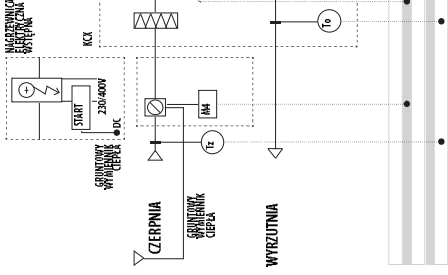 NAGRZEWNICA
ELEKTRYCZNA
WSTĘPNA
KCX
To
START
230/400V
DC
M4
GRUNTOWY
WYMIENNIK
CIEPŁA
Tz
CZERPNIA
GRUNTOWY
WYMIENNIK
CIEPŁA
WYRZUTNIA